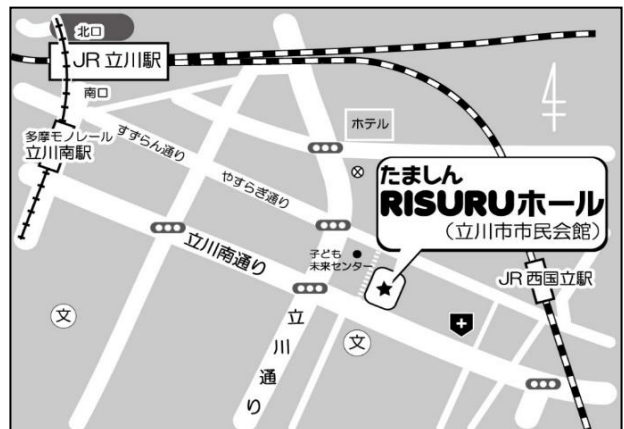 北口
JR 立川駅
南口
多摩モノレール
立川南駅
すずらん通り
やすらぎ通り
ホテル
たましん
RISURUホール
（立川市市民会館）
立川南通り
子ども
未来センター
JR 西国立駅
文
文
立川通り